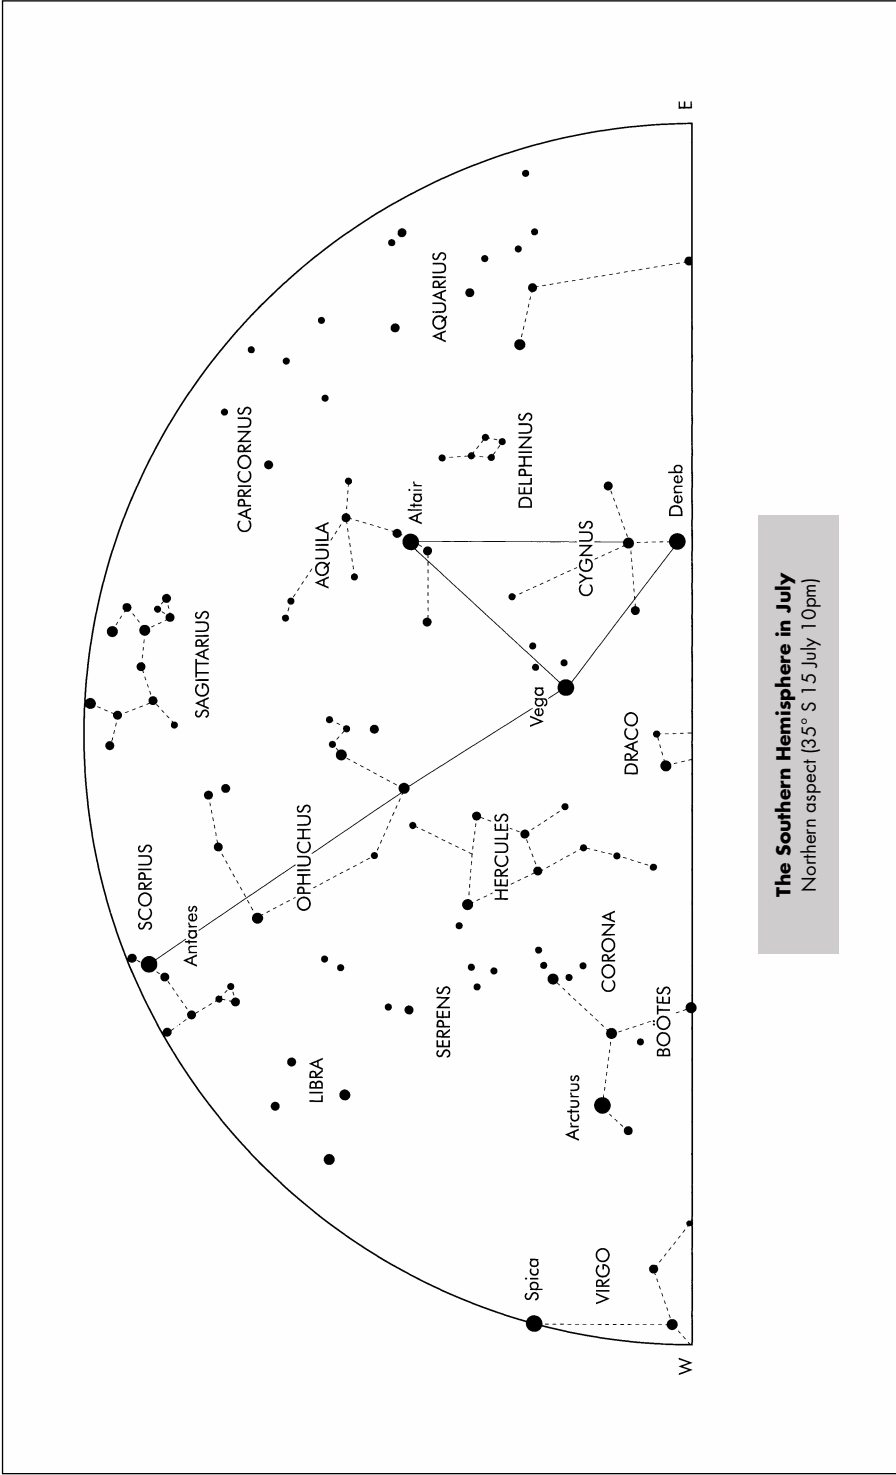 SCORPIUS
Antares
SAGITTARIUS
CAPRICORNUS
LIBRA
OPHIUCHUS
AQUILA
Altair
AQUARIUS
SERPENS
HERCULES
DELPHINUS
Spica
Arcturus
Vega
CORONA
CYGNUS
VIRGO
BOOTES
DRACO
Deneb
W
E
The Southern Hemisphere in July
Northern aspect (35° S 15 July 10pm)